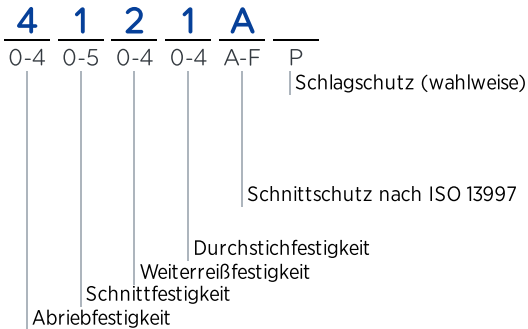 4 1 2 1 A
0-4 0-5 0-4 0-4 A-F P
Schlagschutz (wahlweise)
Schnittschutz nach ISO 13997
Durchstichfestigkeit
Weiterreißfestigkeit
Schnittfestigkeit
Abriebfestigkeit